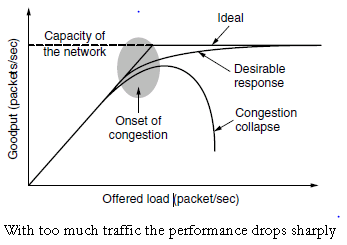 Ideal
Capacity of
the network
Desirable
response
Goodput (packets/sec)
Onset of
congestion
Congestion
collapse
Offered load (packet/sec)
With too much traffic the performance drops sharply